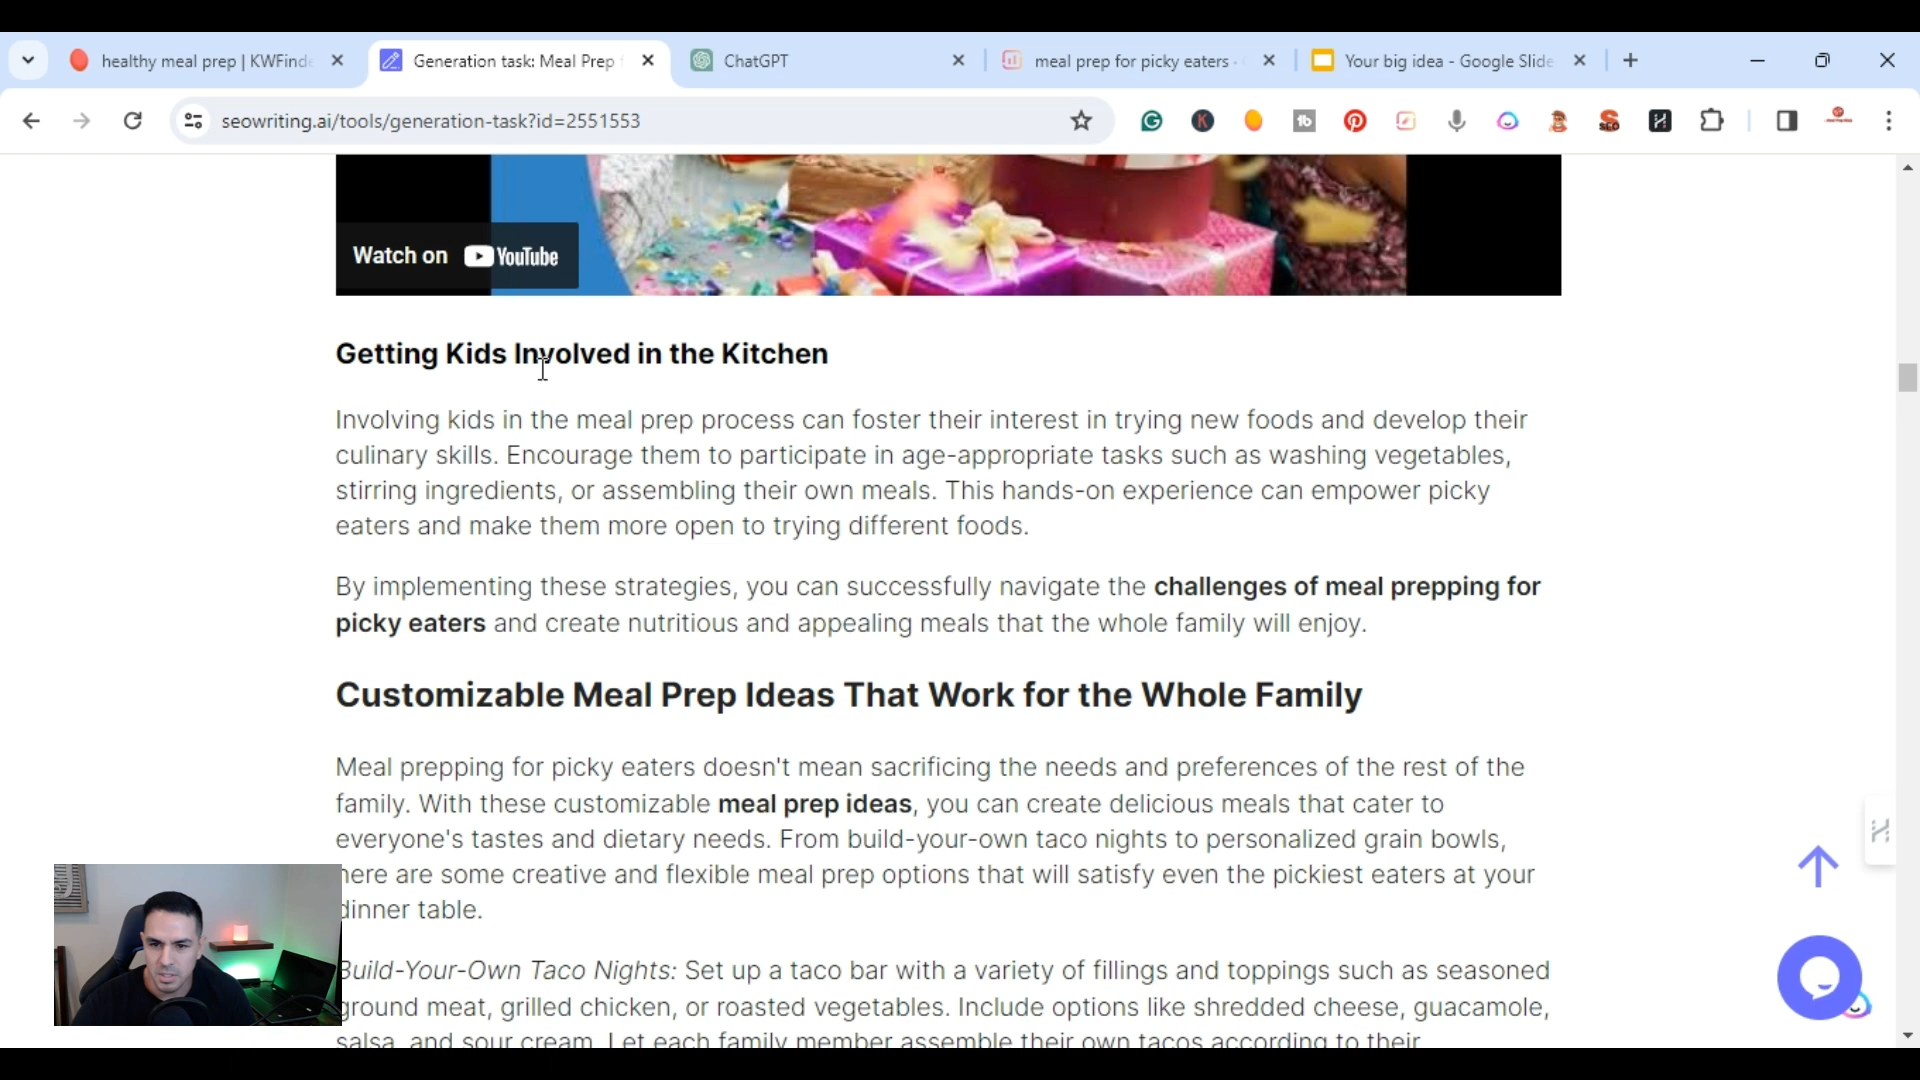 healthy meal prep | KWFinde
Generation task: Meal Prep f
ChatGPT
meal prep for picky eaters -
Your big idea - Google Slide
seowriting.ai/tools/generation-task?id=2551553
Watch on YouTube
Getting Kids Involved in the Kitchen
Involving kids in the meal prep process can foster their interest in trying new foods and develop their
culinary skills. Encourage them to participate in age-appropriate tasks such as washing vegetables,
stirring ingredients, or assembling their own meals. This hands-on experience can empower picky
eaters and make them more open to trying different foods.
By implementing these strategies, you can successfully navigate the challenges of meal prepping for
picky eaters and create nutritious and appealing meals that the whole family will enjoy.
Customizable Meal Prep Ideas That Work for the Whole Family
Meal prepping for picky eaters doesn't mean sacrificing the needs and preferences of the rest of the
family. With these customizable meal prep ideas, you can create delicious meals that cater to
everyone's tastes and dietary needs. From build-your-own taco nights to personalized grain bowls,
here are some creative and flexible meal prep options that will satisfy even the pickiest eaters at your
dinner table.
Build-Your-Own Taco Nights: Set up a taco bar with a variety of fillings and toppings such as seasoned
ground meat, grilled chicken, or roasted vegetables. Include options like shredded cheese, guacamole,
salsa, and sour cream. Let each family member assemble their own tacos according to their